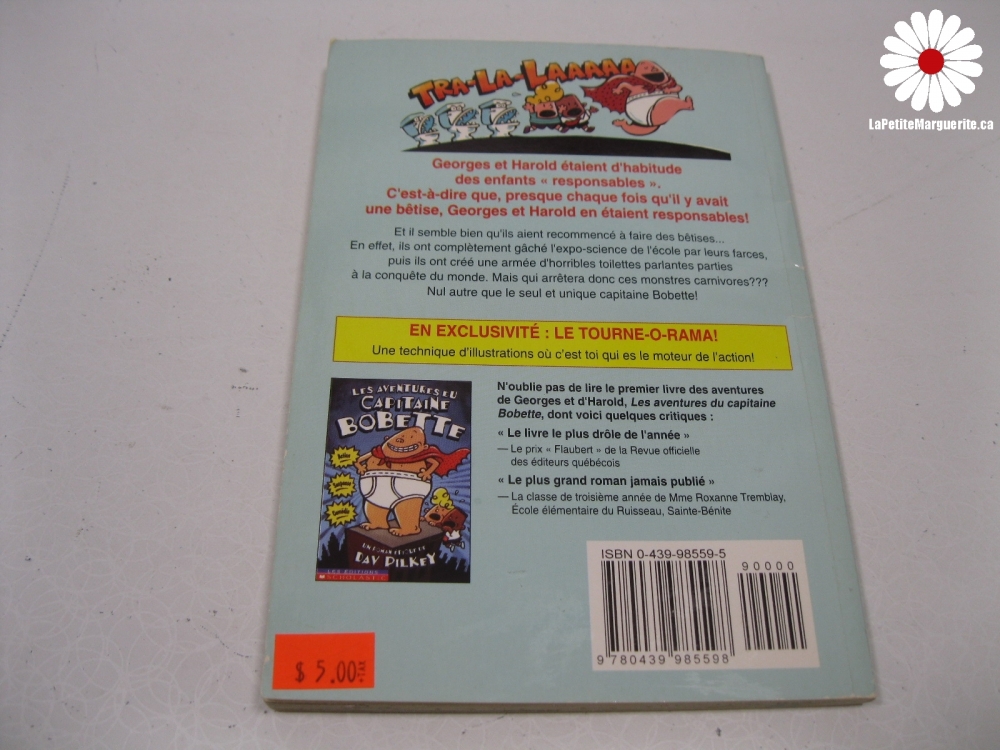 LaPetiteMarguerite.ca
TRA-LA-LAAAAA
Georges et Harold étaient d'habitude
des enfants « responsables ».
C'est-à-dire que, presque chaque fois qu'il y avait
une bêtise, Georges et Harold en étaient responsables!
Et il semble bien qu'ils aient recommencé à faire des bêtises...
En effet, ils ont complètement gâché l'expo-science de l'école par leurs farces,
puis ils ont créé une armée d'horribles toilettes parlantes parties
à la conquête du monde. Mais qui arrêtera donc ces monstres carnivores???
Nul autre que le seul et unique capitaine Bobette!
EN EXCLUSIVITÉ : LE TOURNE-O-RAMA!
Une technique d'illustrations où c'est toi qui es le moteur de l'action!
LES AVENTURES DU
CAPITAINE
BOBETTE
Action
DAV PILKEY
LES ÉDITIONS
SCHOLASTIC
N'oublie pas de lire le premier livre des aventures
de Georges et d'Harold, Les aventures du capitaine
Bobette, dont voici quelques critiques :
« Le livre le plus drôle de l'année »
— Le prix « Flaubert » de la Revue officielle
des éditeurs québécois
« Le plus grand roman jamais publié »
— La classe de troisième année de Mme Roxanne Tremblay,
École élémentaire du Ruisseau, Sainte-Bénite
ISBN 0-439-98559-5
90000
9 780439 985598
$ 5.00